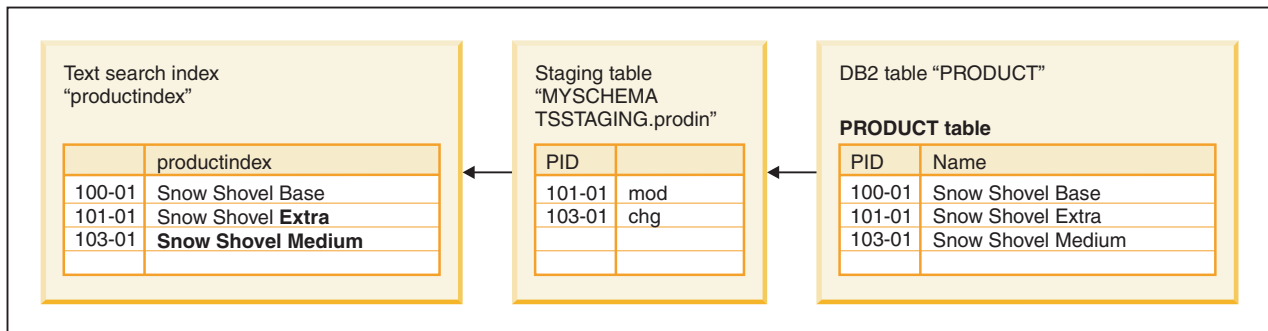 Text search index
“productindex”
productindex
100-01 Snow Shovel Base
101-01 Snow Shovel Extra
103-01 Snow Shovel Medium
Staging table
“MYSCHEMA
TSSTAGING.prodin”
PID
101-01 mod
103-01 chg
DB2 table “PRODUCT”
PRODUCT table
PID Name
100-01 Snow Shovel Base
101-01 Snow Shovel Extra
103-01 Snow Shovel Medium